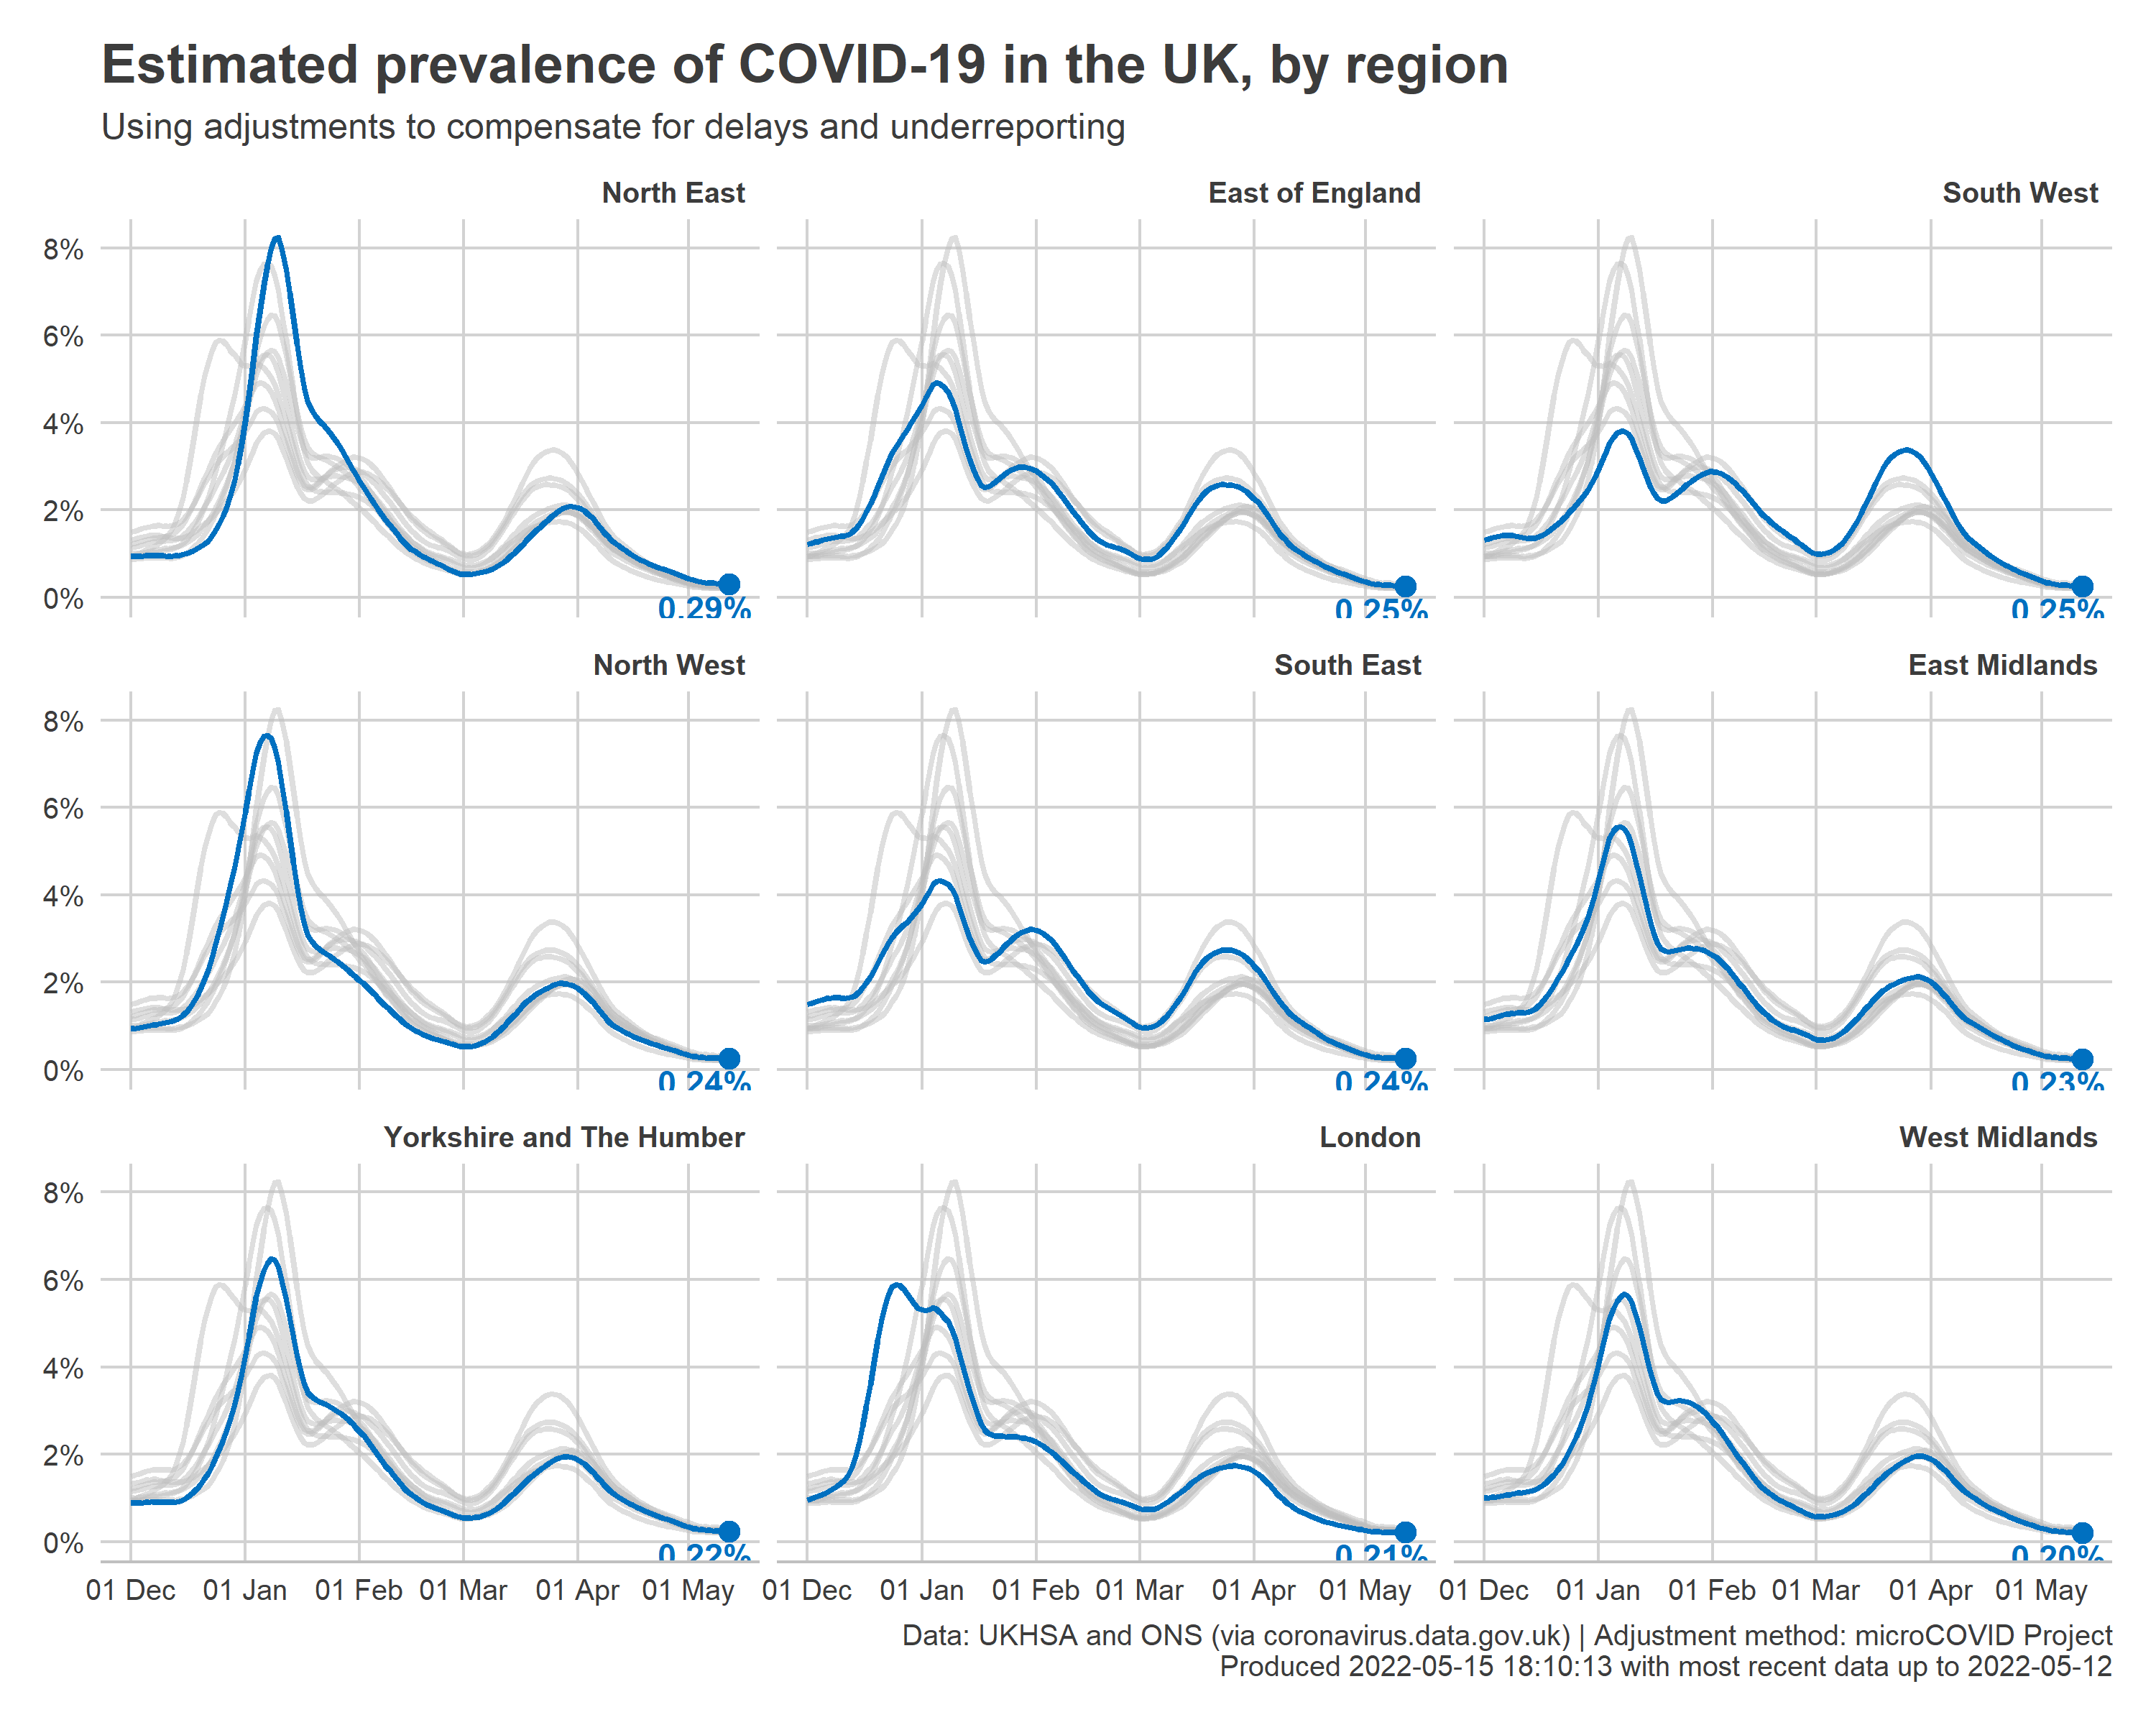 Estimated prevalence of COVID-19 in the UK, by region
Using adjustments to compensate for delays and underreporting
North East
East of England
South West
8%
6%
4%
2%
0%
0.29%
0.25%
0.25%
North West
South East
East Midlands
8%
6%
4%
2%
0%
0.24%
0.24%
0.23%
Yorkshire and The Humber
London
West Midlands
8%
6%
4%
2%
0%
0.22%
0.21%
0.20%
01 Dec 01 Jan 01 Feb 01 Mar 01 Apr 01 May 01 Dec 01 Jan 01 Feb 01 Mar 01 Apr 01 May 01 Dec 01 Jan 01 Feb 01 Mar 01 Apr 01 May
Data: UKHSA and ONS (via coronavirus.data.gov.uk) | Adjustment method: microCOVID Project
Produced 2022-05-15 18:10:13 with most recent data up to 2022-05-12